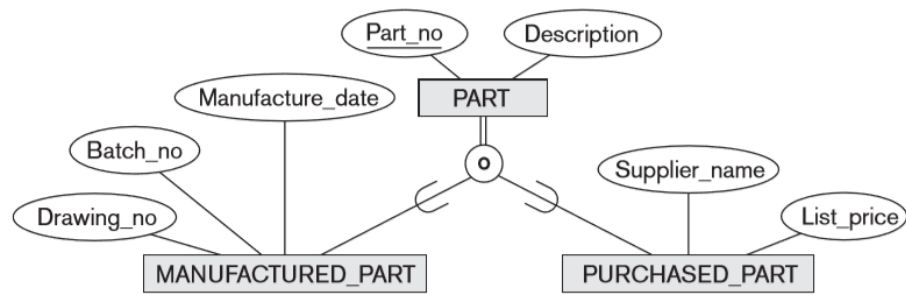 Part_no
Description
PART
Manufacture_date
Batch_no
Drawing_no
o
Supplier_name
List_price
MANUFACTURED_PART
PURCHASED_PART